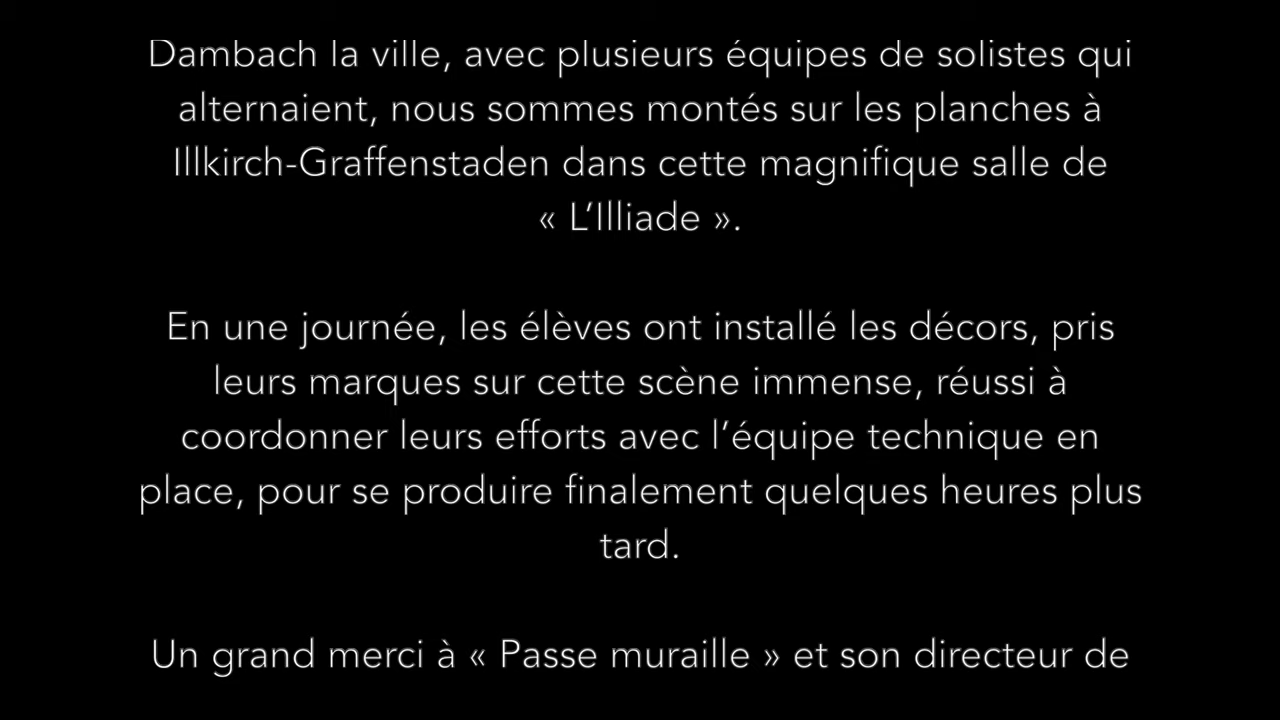 Dambach la ville, avec plusieurs équipes de solistes qui
alternaient, nous sommes montés sur les planches à
Illkirch-Graffenstaden dans cette magnifique salle de
« L’Illiade ».
En une journée, les élèves ont installé les décors, pris
leurs marques sur cette scène immense, réussi à
coordonner leurs efforts avec l’équipe technique en
place, pour se produire finalement quelques heures plus
tard.
Un grand merci à « Passe muraille » et son directeur de